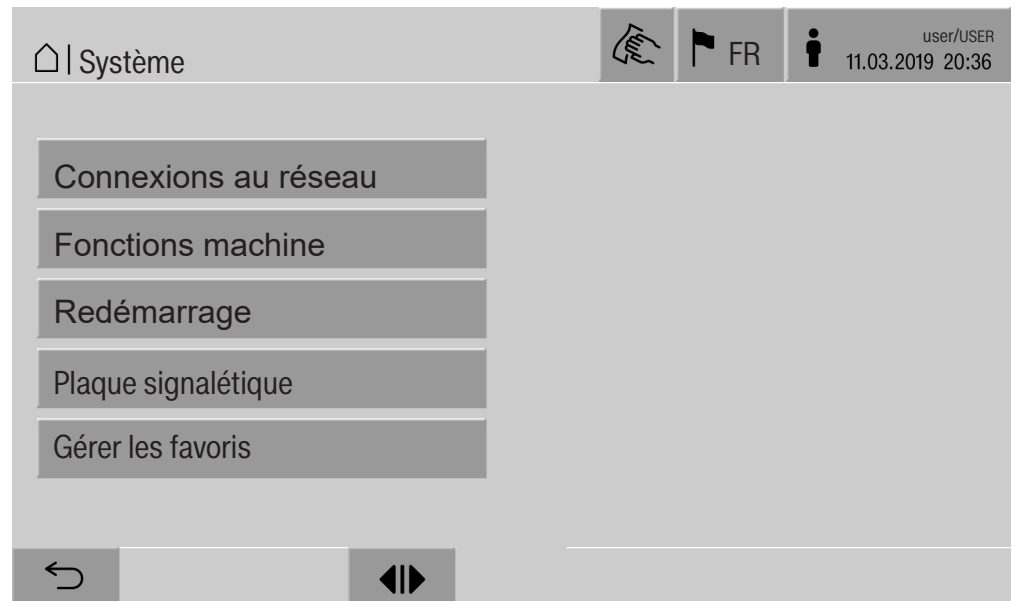 | Système
FR
user/USER
11.03.2019 20:36
Connexions au réseau
Fonctions machine
Redémarrage
Plaque signalétique
Gérer les favoris